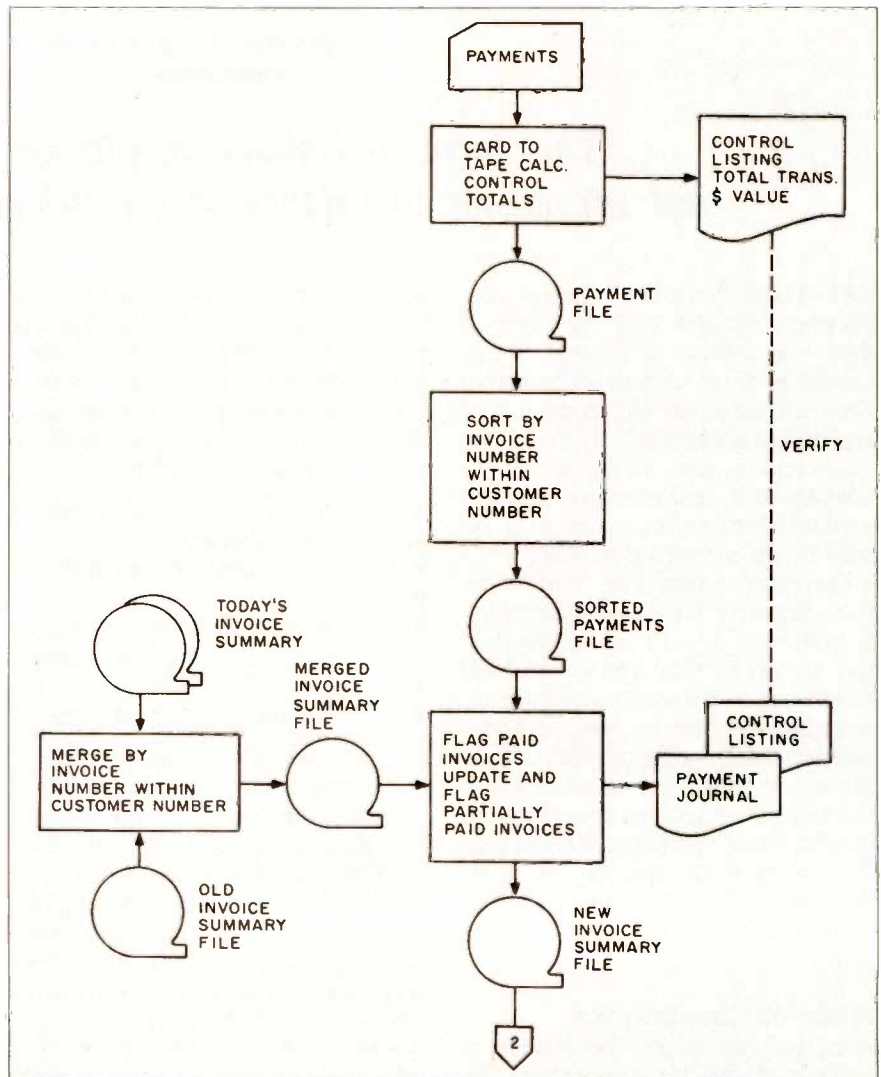 PAYMENTS
CARD TO
TAPE CALC.
CONTROL
TOTALS
CONTROL
LISTING
TOTAL TRANS.
$ VALUE
PAYMENT
FILE
SORT BY
INVOICE
NUMBER
WITHIN
CUSTOMER
NUMBER
VERIFY
SORTED
PAYMENTS
FILE
TODAY'S
INVOICE
SUMMARY
MERGED
INVOICE
SUMMARY
FILE
MERGE BY
INVOICE
NUMBER WITHIN
CUSTOMER NUMBER
OLD
INVOICE
SUMMARY
FILE
FLAG PAID
INVOICES
UPDATE AND
FLAG
PARTIALLY
PAID INVOICES
CONTROL
LISTING
PAYMENT
JOURNAL
NEW
INVOICE
SUMMARY
FILE
2